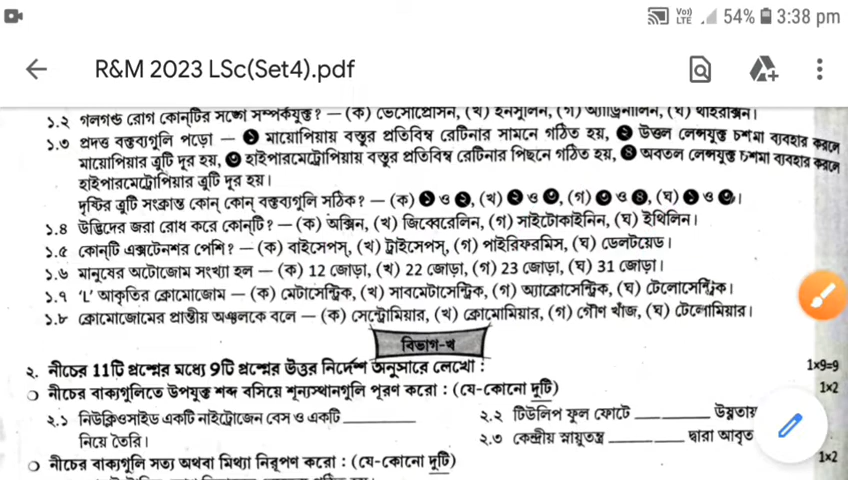 Vo)) LTE 54% 3:38 pm
R&M 2023 LSc(Set4).pdf
১.২ গলগণ্ড রোগ কোনটির সঙ্গে সম্পর্কযুক্ত? — (ক) ভেসোপ্রেসিন, (খ) ইনসুলিন, (গ) অ্যাড্রিনালিন, (ঘ) থাইরক্সিন।
১.৩ প্রদত্ত বক্তব্যগুলি পড়ো — ❶ মায়োপিয়ায় বস্তুর প্রতিবিম্ব রেটিনার সামনে গঠিত হয়, ❷ উত্তল লেন্সযুক্ত চশমা ব্যবহার করলে
মায়োপিয়ার ত্রুটি দূর হয়, ❸ হাইপারমেট্রোপিয়ায় বস্তুর প্রতিবিম্ব রেটিনার পিছনে গঠিত হয়, ❹ অবতল লেন্সযুক্ত চশমা ব্যবহার করলে
হাইপারমেট্রোপিয়ার ত্রুটি দূর হয়।
দৃষ্টির ত্রুটি সংক্রান্ত কোন্ কোন্ বক্তব্যগুলি সঠিক? — (ক) ❶ ও ❷, (খ) ❷ ও ❸, (গ) ❸ ও ❹, (ঘ) ❶ ও ❸।
১.৪ উদ্ভিদের জরা রোধ করে কোন্‌টি? — (ক) অক্সিন, (খ) জিব্বেরেলিন, (গ) সাইটোকাইনিন, (ঘ) ইথিলিন।
১.৫ কোনটি এক্সটেনশর পেশি? — (ক) বাইসেপস্, (খ) ট্রাইসেপস্, (গ) পাইরিফরমিস, (ঘ) ডেলটয়েড।
১.৬ মানুষের অটোজোম সংখ্যা হল — (ক) 12 জোড়া, (খ) 22 জোড়া, (গ) 23 জোড়া, (ঘ) 31 জোড়া।
১.৭ 'L' আকৃতির ক্রোমোজোম — (ক) মেটাসেন্ট্রিক, (খ) সাবমেটাসেন্ট্রিক, (গ) অ্যাক্রোসেন্ট্রিক, (ঘ) টেলোসেন্ট্রিক।
১.৮ ক্রোমোজোমের প্রান্তীয় অঞ্চলকে বলে — (ক) সেন্ট্রোমিয়ার, (খ) ক্রোমোমিয়ার, (গ) গৌণ খাঁজ, (ঘ) টেলোমিয়ার।
বিভাগ-খ
২. নীচের 11টি প্রশ্নের মধ্যে 9টি প্রশ্নের উত্তর নির্দেশ অনুসারে লেখো : 1×9=9
○ নীচের বাক্যগুলিতে উপযুক্ত শব্দ বসিয়ে শূন্যস্থানগুলি পূরণ করো : (যে-কোনো দুটি) 1×2
২.১ নিউক্লিওসাইড একটি নাইট্রোজেন বেস ও একটি ________ নিয়ে তৈরি।
২.২ টিউলিপ ফুল ফোটে ________ উষ্ণতায়
২.৩ কেন্দ্রীয় স্নায়ুতন্ত্র ________ দ্বারা আবৃত
○ নীচের বাক্যগুলি সত্য অথবা মিথ্যা নিরূপণ করো : (যে-কোনো দুটি) 1×2